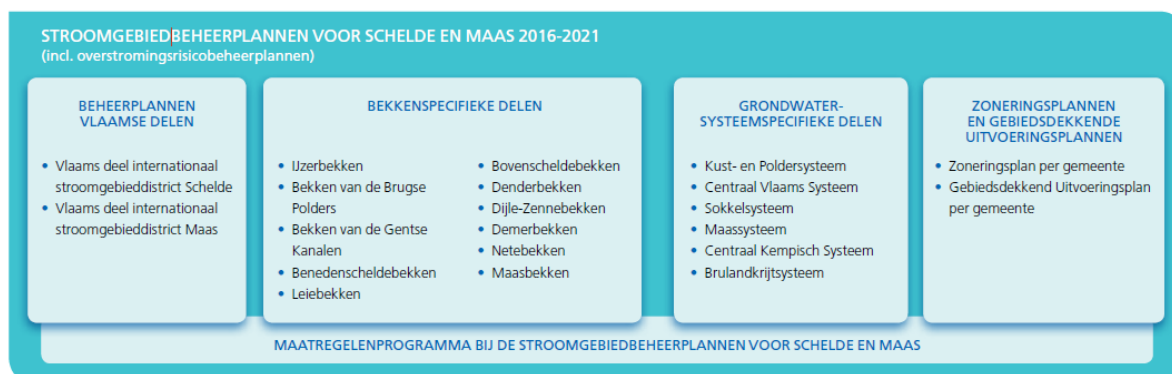 STROOMGEBIEDBEHEERPLANNEN VOOR SCHELDE EN MAAS 2016-2021
(incl. overstromingsrisicobeheerplannen)
BEHEERPLANNEN
VLAAMSE DELEN
• Vlaams deel internationaal
stroomgebieddistrict Schelde
• Vlaams deel internationaal
stroomgebieddistrict Maas
BEKKENSPECIFIEKE DELEN
• IJzerbekken
• Bekken van de Brugse
Polders
• Bekken van de Gentse
Kanalen
• Benedenscheldebekken
• Leiebekken
• Bovenscheldebekken
• Denderbekken
• Dijle-Zennebekken
• Demerbekken
• Netebekken
• Maasbekken
GRONDWATER-
SYSTEEMSPECIFIEKE DELEN
• Kust- en Poldersysteem
• Centraal Vlaams Systeem
• Sokkelsysteem
• Maassysteem
• Centraal Kempisch Systeem
• Brulandkrijtsysteem
ZONERINGSPLANNEN
EN GEBIEDSDEKKENDE
UITVOERINGSPLANNEN
• Zoneringsplan per gemeente
• Gebiedsdekkend Uitvoeringsplan
per gemeente
MAATREGELENPROGRAMMA BIJ DE STROOMGEBIEDBEHEERPLANNEN VOOR SCHELDE EN MAAS